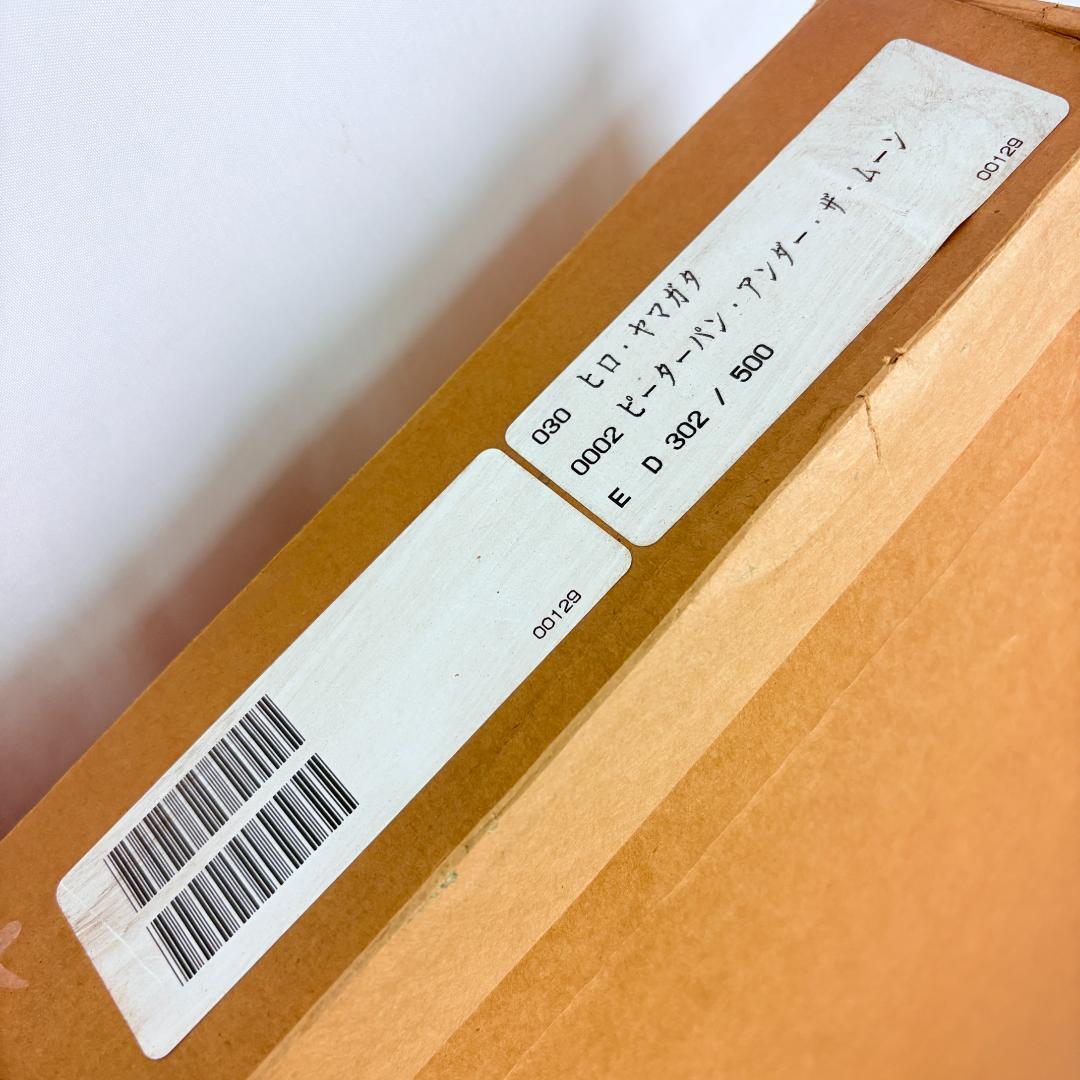 030 ヒロ・ヤマガタ
0002 ピーターパン・アンダー・ザ・ムーン
E D 302 / 500
00129
00129